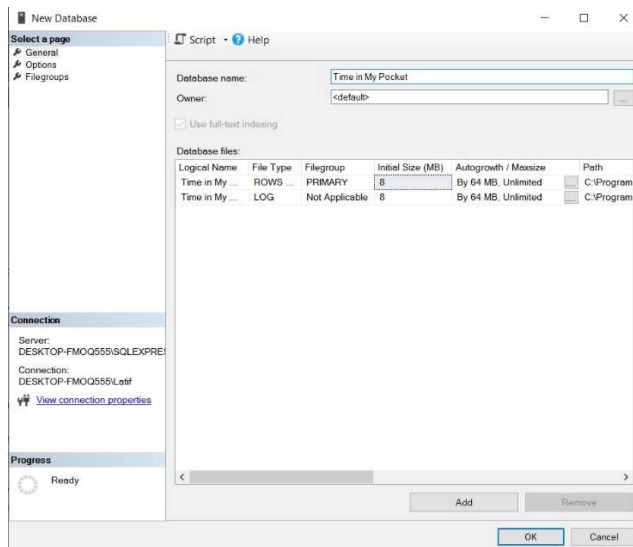 New Database
Select a page
General
Options
Filegroups
Script
Help
Database name:
Time in My Pocket
Owner:
<default>
...
Use full-text indexing
Database files:
Logical Name File Type Filegroup Initial Size (MB) Autogrowth / Maxsize Path
Time in My ... ROWS ... PRIMARY 8 By 64 MB, Unlimited ... C:\Program
Time in My ... LOG Not Applicable 8 By 64 MB, Unlimited ... C:\Program
Connection
Server:
DESKTOP-FMOQ555\SQLEXPRE
Connection:
DESKTOP-FMOQ555\Latif
View connection properties
Progress
Ready
Add
Remove
OK
Cancel